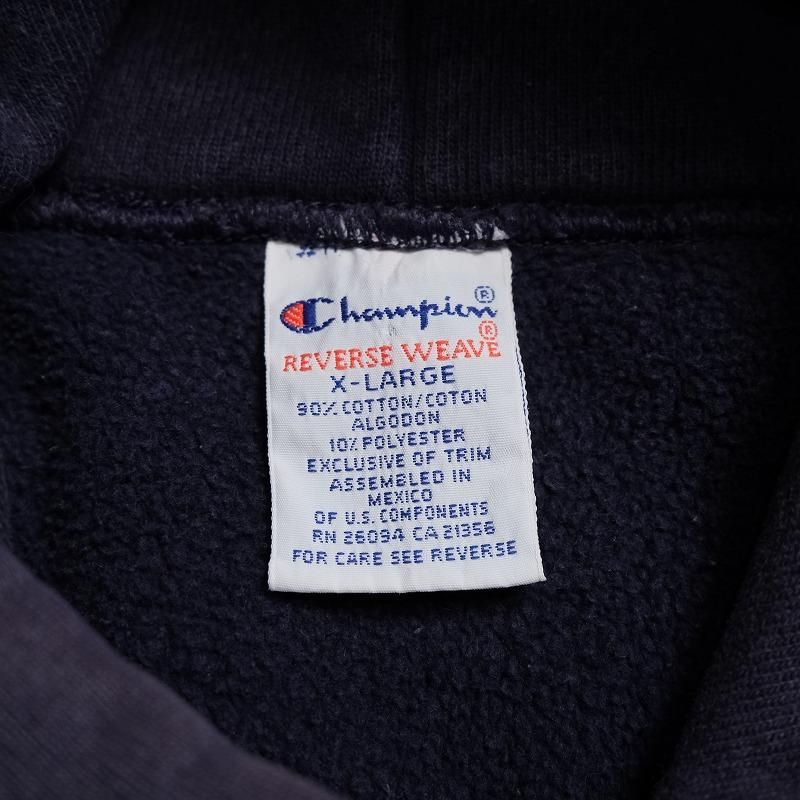 Champion®
REVERSE WEAVE®
X-LARGE
90% COTTON/COTON
ALGODON
10% POLYESTER
EXCLUSIVE OF TRIM
ASSEMBLED IN
MEXICO
OF U.S. COMPONENTS
RN 26094 CA 21356
FOR CARE SEE REVERSE